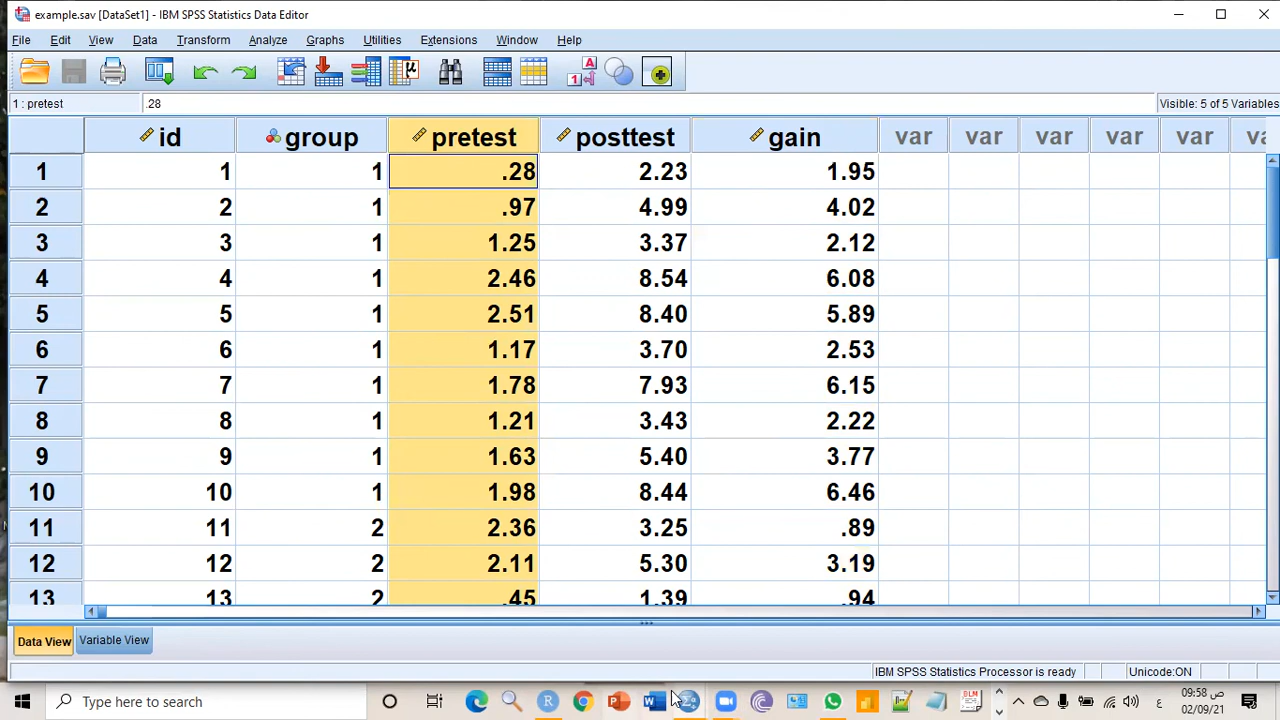 example.sav [DataSet1] - IBM SPSS Statistics Data Editor
File Edit View Data Transform Analyze Graphs Utilities Extensions Window Help
1 : pretest .28 Visible: 5 of 5 Variables
id group pretest posttest gain var var var var var
1 1 1 .28 2.23 1.95
2 2 1 .97 4.99 4.02
3 3 1 1.25 3.37 2.12
4 4 1 2.46 8.54 6.08
5 5 1 2.51 8.40 5.89
6 6 1 1.17 3.70 2.53
7 7 1 1.78 7.93 6.15
8 8 1 1.21 3.43 2.22
9 9 1 1.63 5.40 3.77
10 10 1 1.98 8.44 6.46
11 11 2 2.36 3.25 .89
12 12 2 2.11 5.30 3.19
13 13 2 .45 1.39 .94
Data View Variable View
IBM SPSS Statistics Processor is ready Unicode:ON
Type here to search
ع
09:58 ص
02/09/21